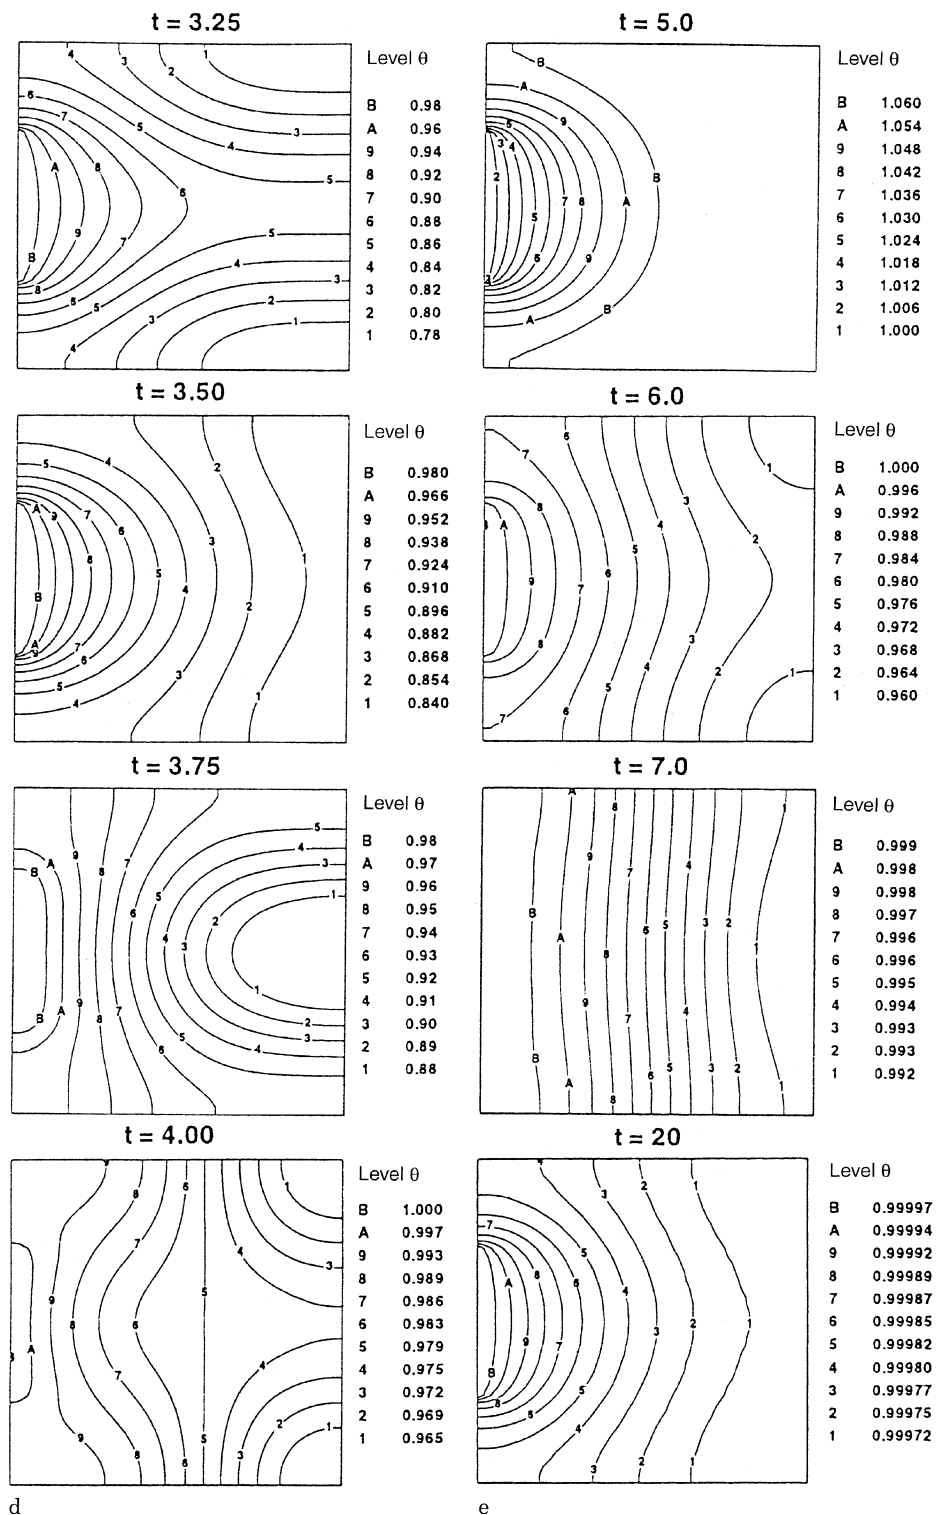 t = 3.25
Level θ
B 0.98
A 0.96
9 0.94
8 0.92
7 0.90
6 0.88
5 0.86
4 0.84
3 0.82
2 0.80
1 0.78
t = 3.50
Level θ
B 0.980
A 0.966
9 0.952
8 0.938
7 0.924
6 0.910
5 0.896
4 0.882
3 0.868
2 0.854
1 0.840
t = 3.75
Level θ
B 0.98
A 0.97
9 0.96
8 0.95
7 0.94
6 0.93
5 0.92
4 0.91
3 0.90
2 0.89
1 0.88
t = 4.00
Level θ
B 1.000
A 0.997
9 0.993
8 0.989
7 0.986
6 0.983
5 0.979
4 0.975
3 0.972
2 0.969
1 0.965
d
t = 5.0
Level θ
B 1.060
A 1.054
9 1.048
8 1.042
7 1.036
6 1.030
5 1.024
4 1.018
3 1.012
2 1.006
1 1.000
t = 6.0
Level θ
B 1.000
A 0.996
9 0.992
8 0.988
7 0.984
6 0.980
5 0.976
4 0.972
3 0.968
2 0.964
1 0.960
t = 7.0
Level θ
B 0.999
A 0.998
9 0.998
8 0.997
7 0.996
6 0.996
5 0.995
4 0.994
3 0.993
2 0.993
1 0.992
t = 20
Level θ
B 0.99997
A 0.99994
9 0.99992
8 0.99989
7 0.99987
6 0.99985
5 0.99982
4 0.99980
3 0.99977
2 0.99975
1 0.99972
e